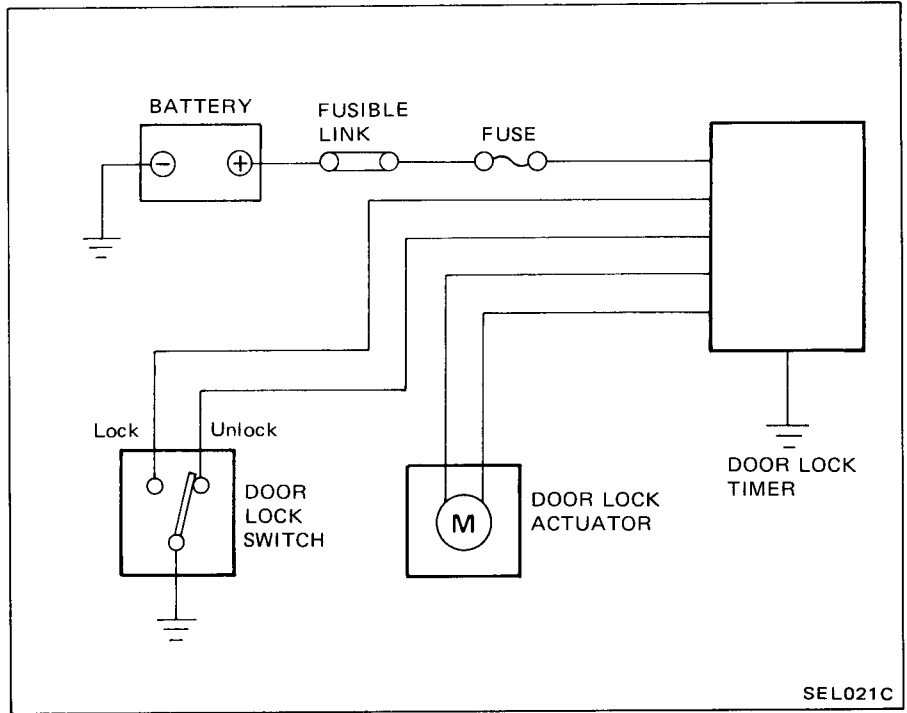 BATTERY
FUSIBLE
LINK
FUSE
Lock
Unlock
DOOR
LOCK
SWITCH
M
DOOR LOCK
ACTUATOR
DOOR LOCK
TIMER
SEL021C